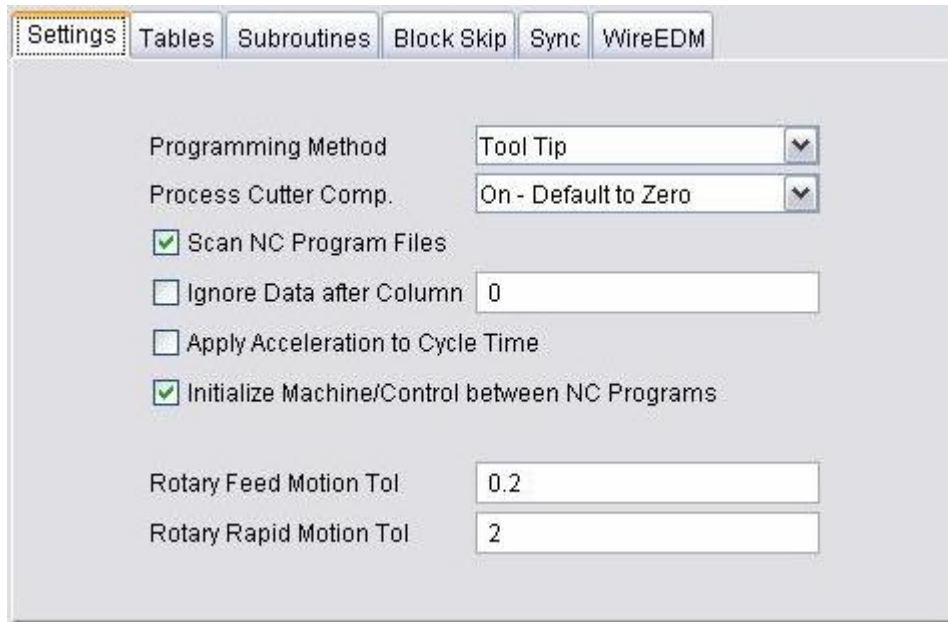 Settings Tables Subroutines Block Skip Sync WireEDM
Programming Method Tool Tip
Process Cutter Comp. On - Default to Zero
Scan NC Program Files
Ignore Data after Column 0
Apply Acceleration to Cycle Time
Initialize Machine/Control between NC Programs
Rotary Feed Motion Tol 0.2
Rotary Rapid Motion Tol 2